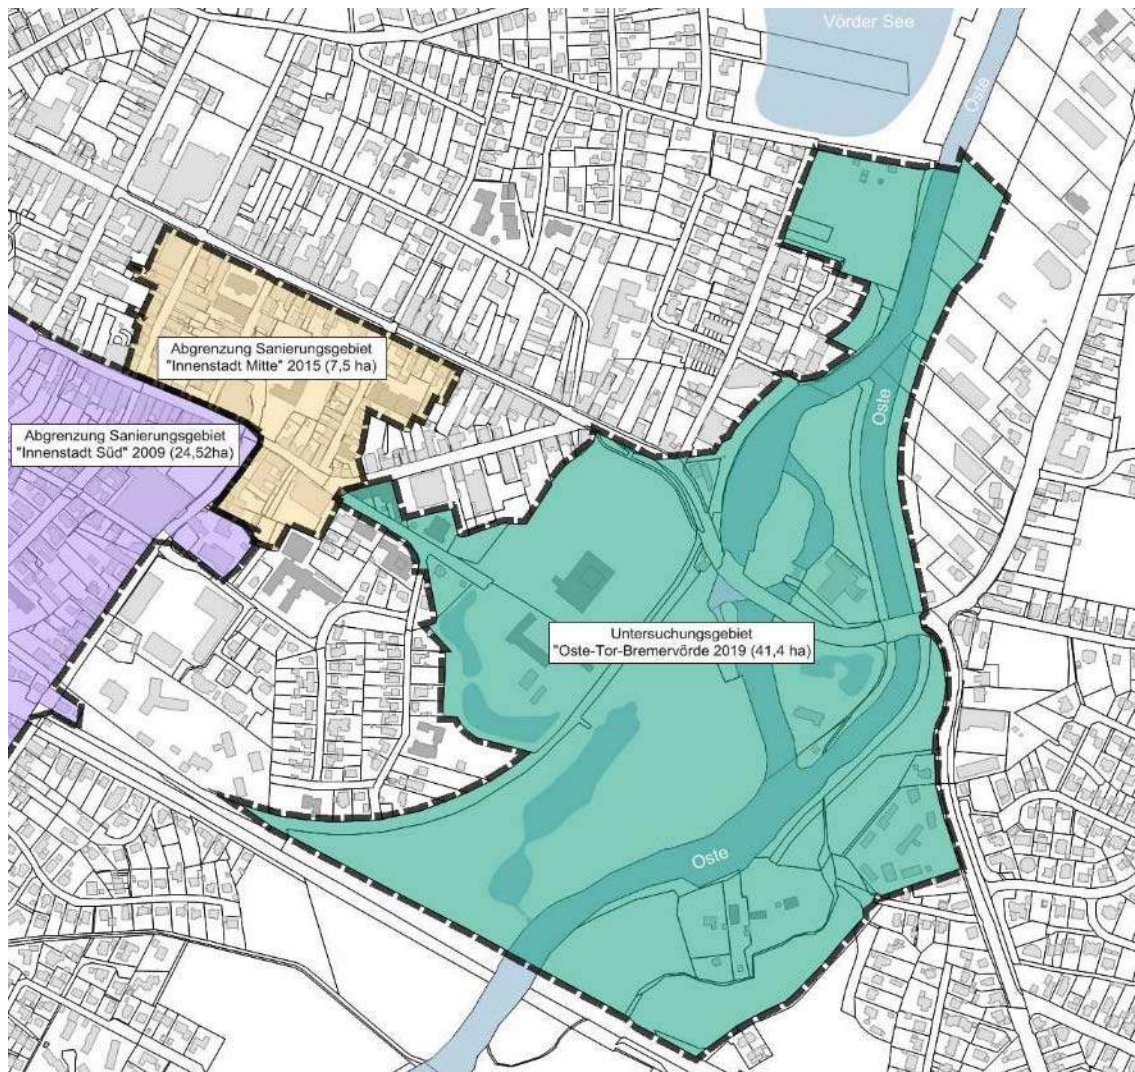 Vörder See
Oste
Abgrenzung Sanierungsgebiet
"Innenstadt Mitte" 2015 (7,5 ha)
Oste
Abgrenzung Sanierungsgebiet
"Innenstadt Süd" 2009 (24,52ha)
Untersuchungsgebiet
"Oste-Tor-Bremervörde 2019 (41,4 ha)
Oste